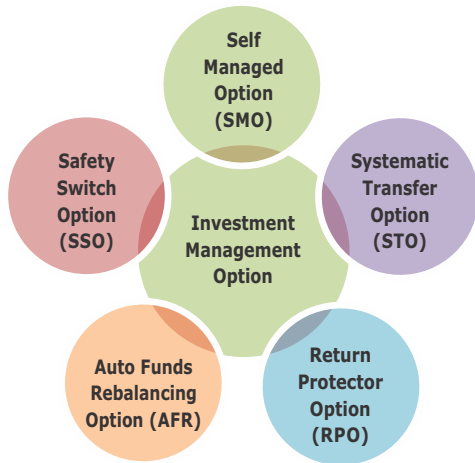 Self
Managed
Option
(SMO)
Safety
Switch
Option
(SSO)
Systematic
Transfer
Option
(STO)
Investment
Management
Option
Auto Funds
Rebalancing
Option (AFR)
Return
Protector
Option
(RPO)